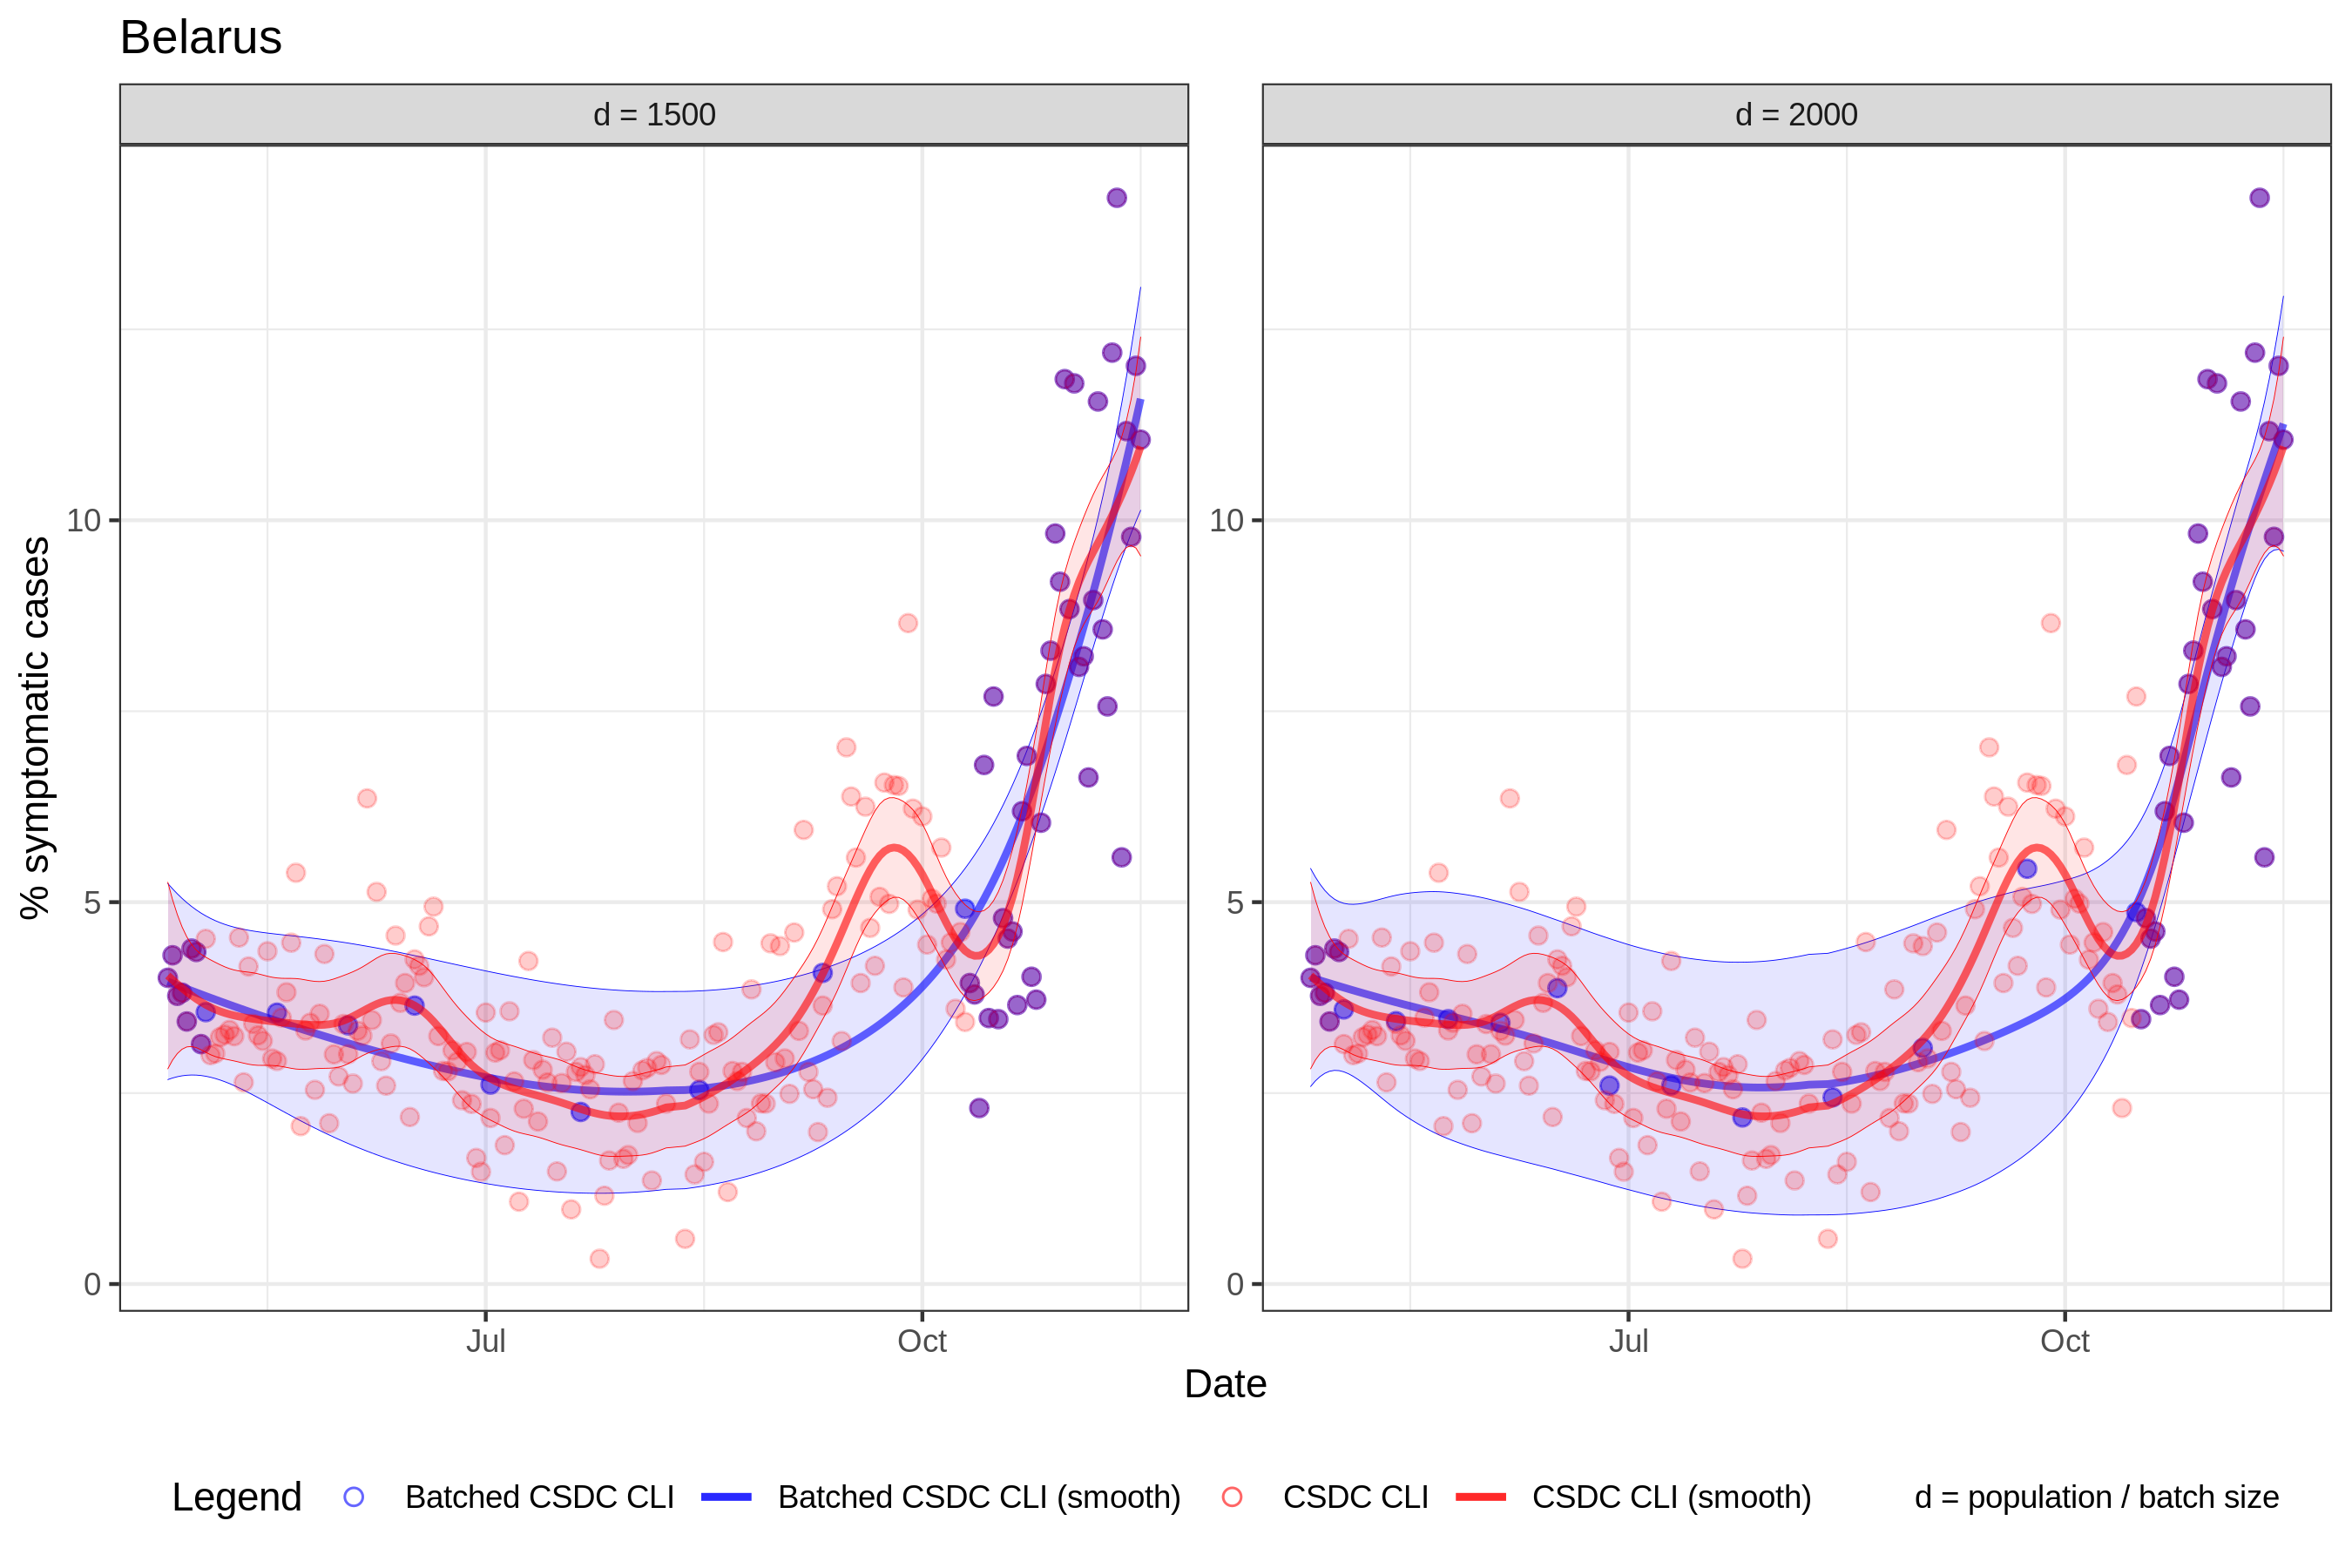 Belarus
d = 1500
d = 2000
% symptomatic cases
10
5
0
10
5
0
Jul
Oct
Jul
Oct
Date
Legend
Batched CSDC CLI
Batched CSDC CLI (smooth)
CSDC CLI
CSDC CLI (smooth)
d = population / batch size